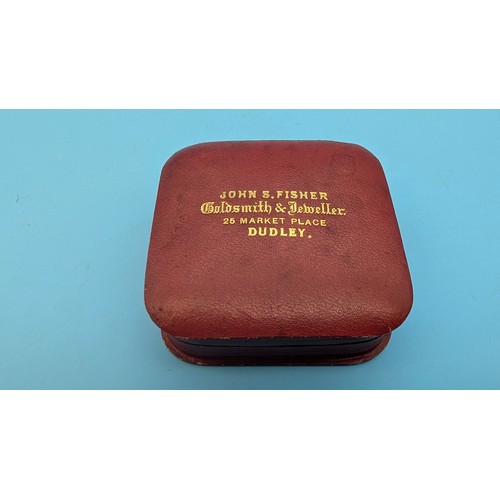 JOHN S. FISHER
Goldsmith & Jeweller.
25 MARKET PLACE
DUDLEY.